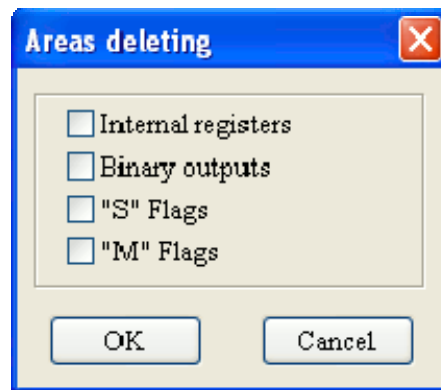 Areas deleting
Internal registers
Binary outputs
"S" Flags
"M" Flags
OK
Cancel